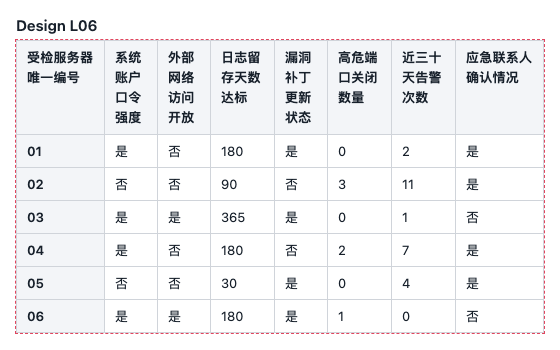 Design L06
受检服务器 系统 外部 日志留 漏洞 高危端 近三十 应急联系人
唯一编号 账户 网络 存天数 补丁 口关闭 天告警 确认情况
口令 访问 达标 更新 数量 次数
强度 开放 状态
01 是 否 180 是 0 2 是
02 否 否 90 否 3 11 是
03 是 是 365 是 0 1 否
04 是 否 180 否 2 7 是
05 否 否 30 是 0 4 是
06 是 是 180 是 1 0 否